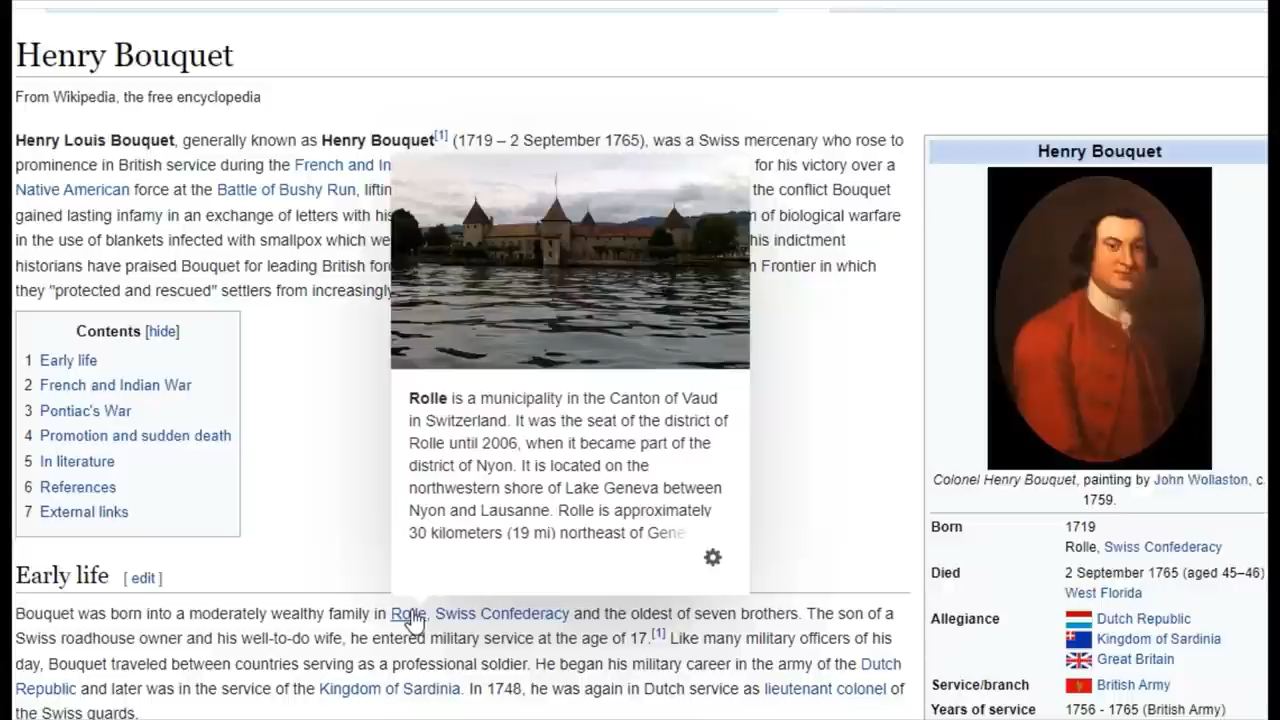 Henry Bouquet
From Wikipedia, the free encyclopedia
Henry Louis Bouquet, generally known as Henry Bouquet[1] (1719 – 2 September 1765), was a Swiss mercenary who rose to
prominence in British service during the French and In
for his victory over a
Native American force at the Battle of Bushy Run, liftin
the conflict Bouquet
gained lasting infamy in an exchange of letters with his
of biological warfare
in the use of blankets infected with smallpox which we
his indictment
historians have praised Bouquet for leading British for
Frontier in which
they "protected and rescued" settlers from increasingly
Contents [hide]
1 Early life
2 French and Indian War
3 Pontiac's War
4 Promotion and sudden death
5 In literature
6 References
7 External links
Rolle is a municipality in the Canton of Vaud
in Switzerland. It was the seat of the district of
Rolle until 2006, when it became part of the
district of Nyon. It is located on the
northwestern shore of Lake Geneva between
Nyon and Lausanne. Rolle is approximately
30 kilometers (19 mi) northeast of Gene
Early life [ edit ]
Bouquet was born into a moderately wealthy family in Rolle, Swiss Confederacy and the oldest of seven brothers. The son of a
Swiss roadhouse owner and his well-to-do wife, he entered military service at the age of 17.[1] Like many military officers of his
day, Bouquet traveled between countries serving as a professional soldier. He began his military career in the army of the Dutch
Republic and later was in the service of the Kingdom of Sardinia. In 1748, he was again in Dutch service as lieutenant colonel of
the Swiss guards.
Henry Bouquet
Colonel Henry Bouquet, painting by John Wollaston, c.
1759.
Born 1719
Rolle, Swiss Confederacy
Died 2 September 1765 (aged 45–46)
West Florida
Allegiance Dutch Republic
Kingdom of Sardinia
Great Britain
Service/branch British Army
Years of service 1756 - 1765 (British Army)